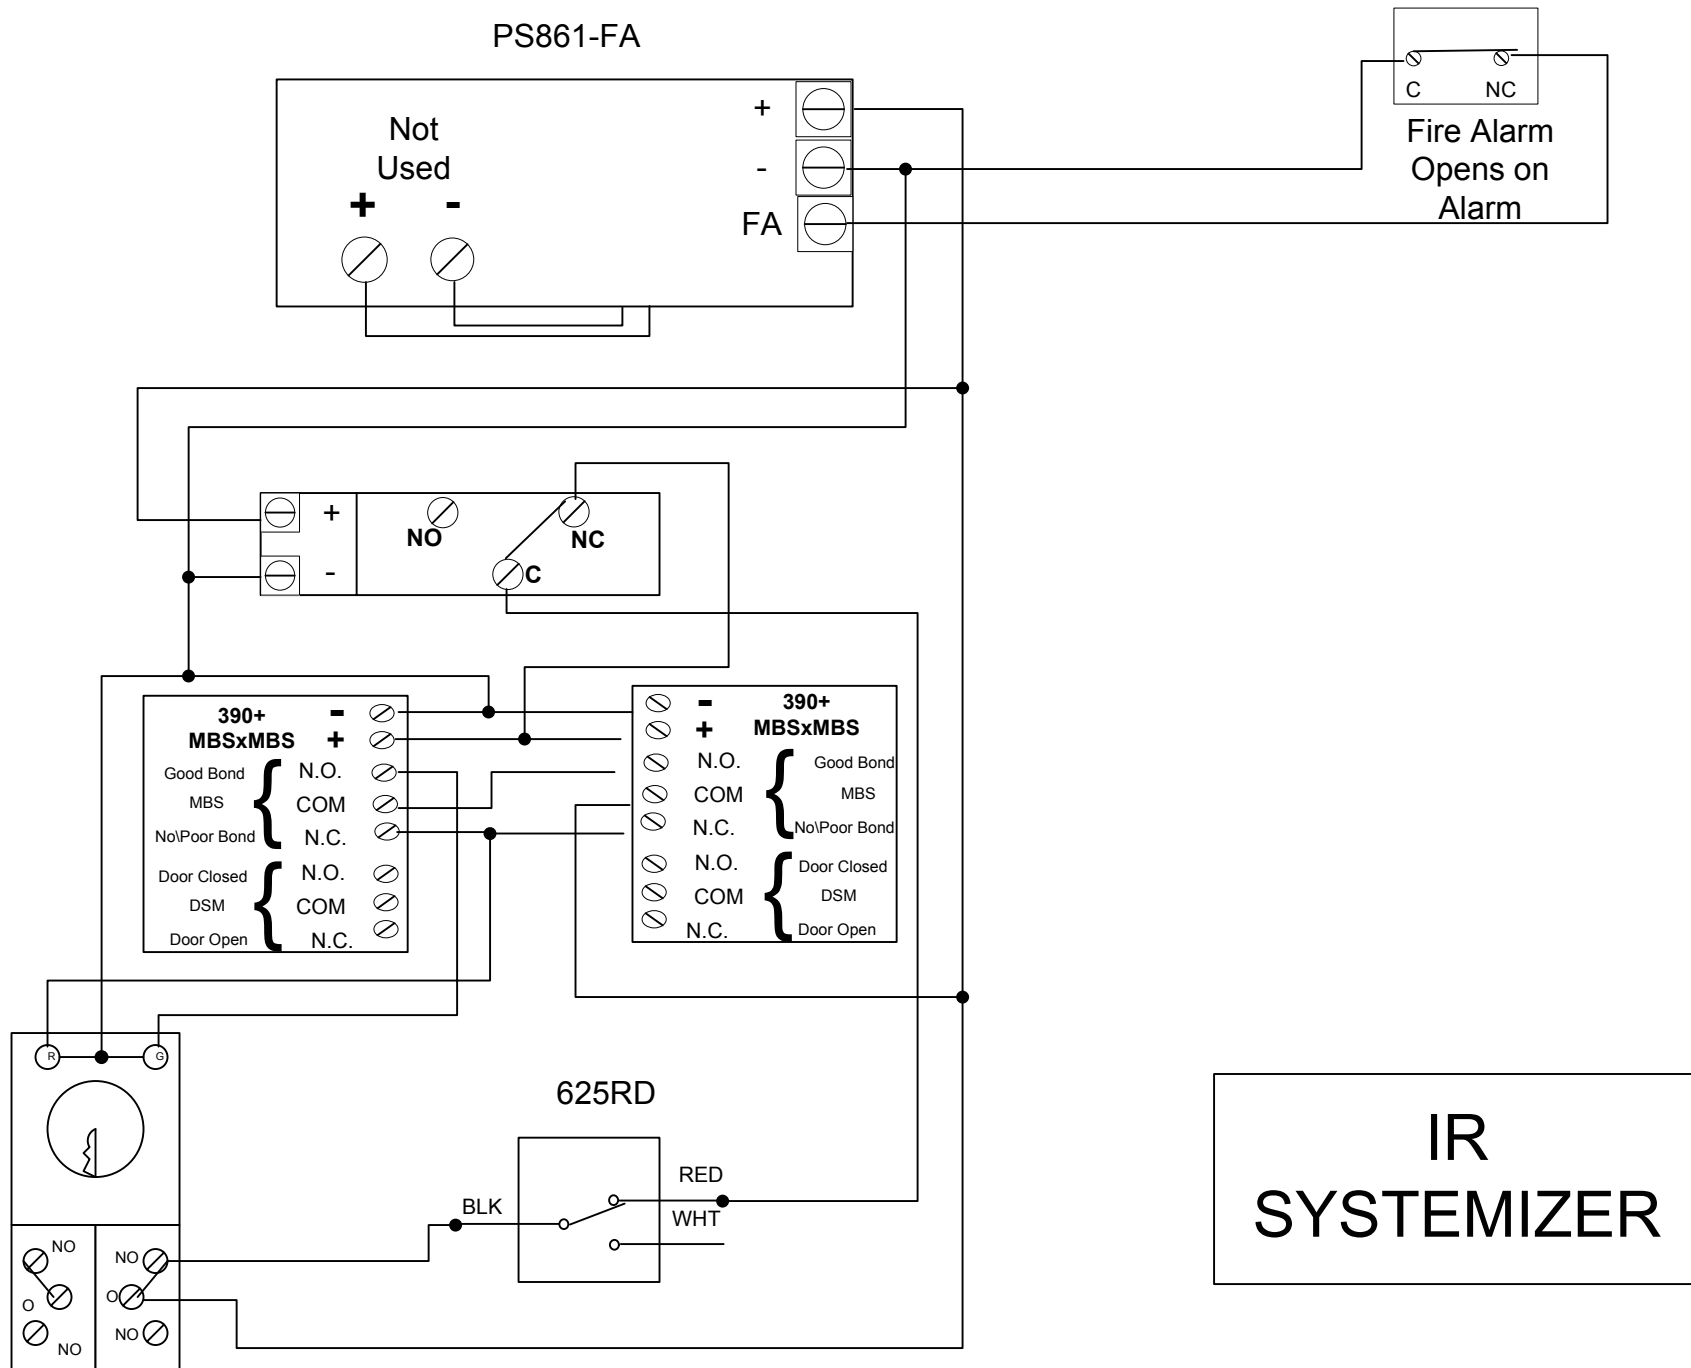 PS861-FA
Not
Used
+ -
+
-
FA
C NC
Fire Alarm
Opens on
Alarm
+
-
NO
NC
C
390+
MBSxMBS
-
+
Good Bond
MBS
No\Poor Bond
N.O.
COM
N.C.
Door Closed
DSM
Door Open
N.O.
COM
N.C.
-
+
390+
MBSxMBS
N.O.
COM
N.C.
Good Bond
MBS
No\Poor Bond
N.O.
COM
N.C.
Door Closed
DSM
Door Open
R G
625RD
BLK
RED
WHT
NO
O
NO
NO
O
NO
IR
SYSTEMIZER